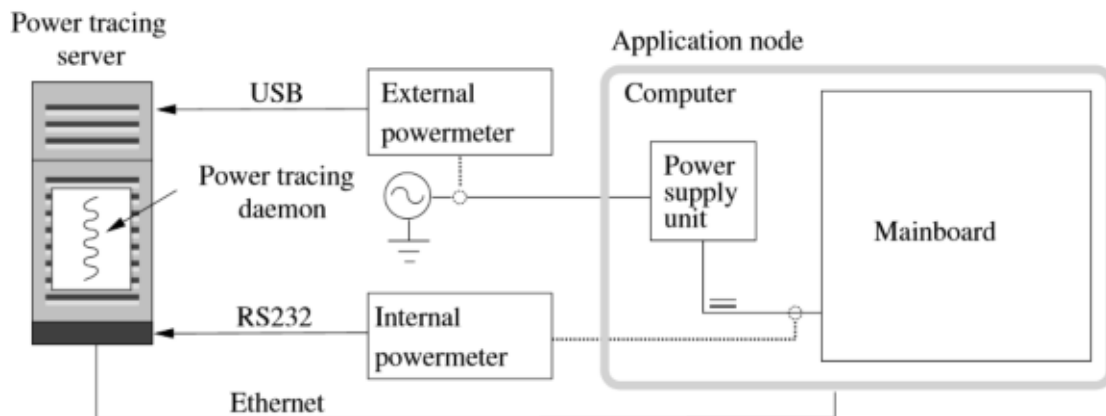 Power tracing
server
Application node
USB
External
powermeter
Computer
Power tracing
daemon
Power
supply
unit
Mainboard
RS232
Internal
powermeter
Ethernet